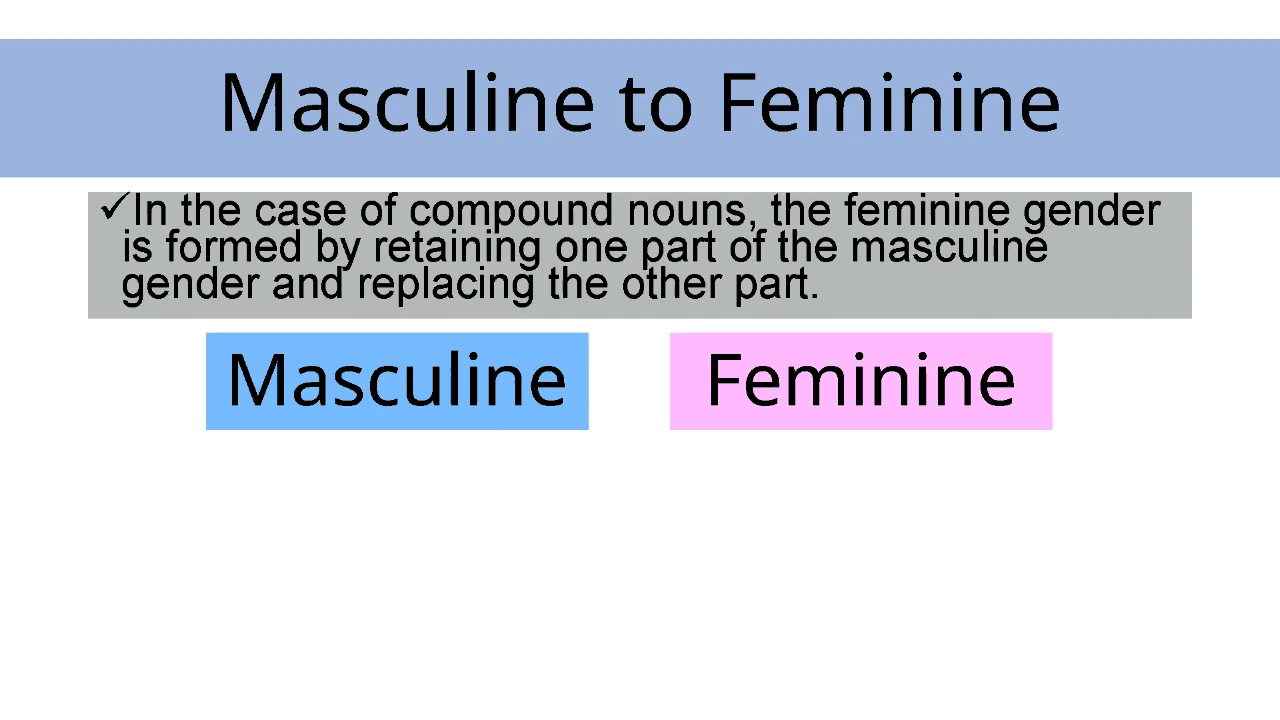 Masculine to Feminine
✓In the case of compound nouns, the feminine gender
is formed by retaining one part of the masculine
gender and replacing the other part.
Masculine Feminine